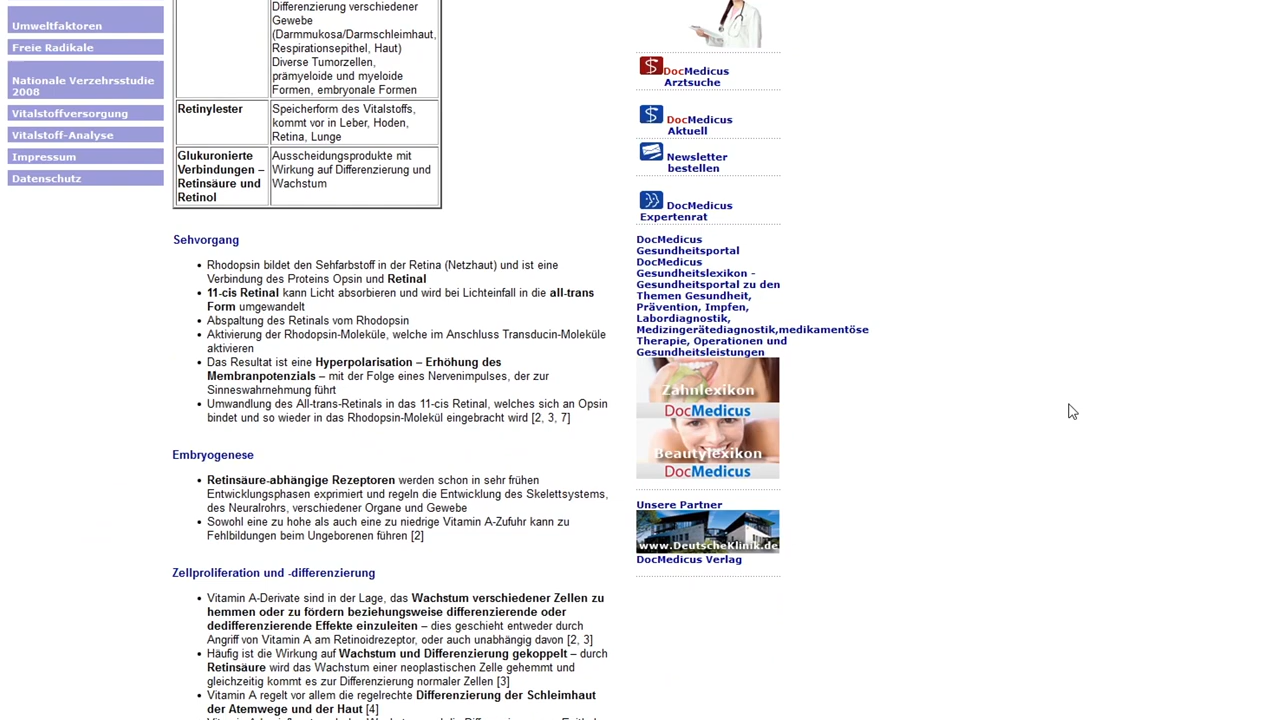 Umweltfaktoren
Freie Radikale
Nationale Verzehrsstudie
2008
Vitalstoffversorgung
Vitalstoff-Analyse
Impressum
Datenschutz
Differenzierung verschiedener
Gewebe
(Darmmukosa/Darmschleimhaut,
Respirationsepithel, Haut)
Diverse Tumorzellen,
prämyeloide und myeloide
Formen, embryonale Formen
Retinylester
Speicherform des Vitalstoffs,
kommt vor in Leber, Hoden,
Retina, Lunge
Glukuronierte
Verbindungen –
Retinsäure und
Retinol
Ausscheidungsprodukte mit
Wirkung auf Differenzierung und
Wachstum
Sehvorgang
• Rhodopsin bildet den Sehfarbstoff in der Retina (Netzhaut) und ist eine
Verbindung des Proteins Opsin und Retinal
• 11-cis Retinal kann Licht absorbieren und wird bei Lichteinfall in die all-trans
Form umgewandelt
• Abspaltung des Retinals vom Rhodopsin
• Aktivierung der Rhodopsin-Moleküle, welche im Anschluss Transducin-Moleküle
aktivieren
• Das Resultat ist eine Hyperpolarisation – Erhöhung des
Membranpotenzials – mit der Folge eines Nervenimpulses, der zur
Sinneswahrnehmung führt
• Umwandlung des All-trans-Retinals in das 11-cis Retinal, welches sich an Opsin
bindet und so wieder in das Rhodopsin-Molekül eingebracht wird [2, 3, 7]
Embryogenese
• Retinsäure-abhängige Rezeptoren werden schon in sehr frühen
Entwicklungsphasen exprimiert und regeln die Entwicklung des Skelettsystems,
des Neuralrohrs, verschiedener Organe und Gewebe
• Sowohl eine zu hohe als auch eine zu niedrige Vitamin A-Zufuhr kann zu
Fehlbildungen beim Ungeborenen führen [2]
Zellproliferation und -differenzierung
• Vitamin A-Derivate sind in der Lage, das Wachstum verschiedener Zellen zu
hemmen oder zu fördern beziehungsweise differenzierende oder
dedifferenzierende Effekte einzuleiten – dies geschieht entweder durch
Angriff von Vitamin A am Retinoidrezeptor, oder auch unabhängig davon [2, 3]
• Häufig ist die Wirkung auf Wachstum und Differenzierung gekoppelt – durch
Retinsäure wird das Wachstum einer neoplastischen Zelle gehemmt und
gleichzeitig kommt es zur Differenzierung normaler Zellen [3]
• Vitamin A regelt vor allem die regelrechte Differenzierung der Schleimhaut
der Atemwege und der Haut [4]
DocMedicus
Arztsuche
DocMedicus
Aktuell
Newsletter
bestellen
DocMedicus
Expertenrat
DocMedicus
Gesundheitsportal
DocMedicus
Gesundheitslexikon -
Gesundheitsportal zu den
Themen Gesundheit,
Prävention, Impfen,
Labordiagnostik,
Medizingerätediagnostik,medikamentöse
Therapie, Operationen und
Gesundheitsleistungen
Zahnlexikon
DocMedicus
Beautylexikon
DocMedicus
Unsere Partner
www.DeutscheKlinik.de
DocMedicus Verlag